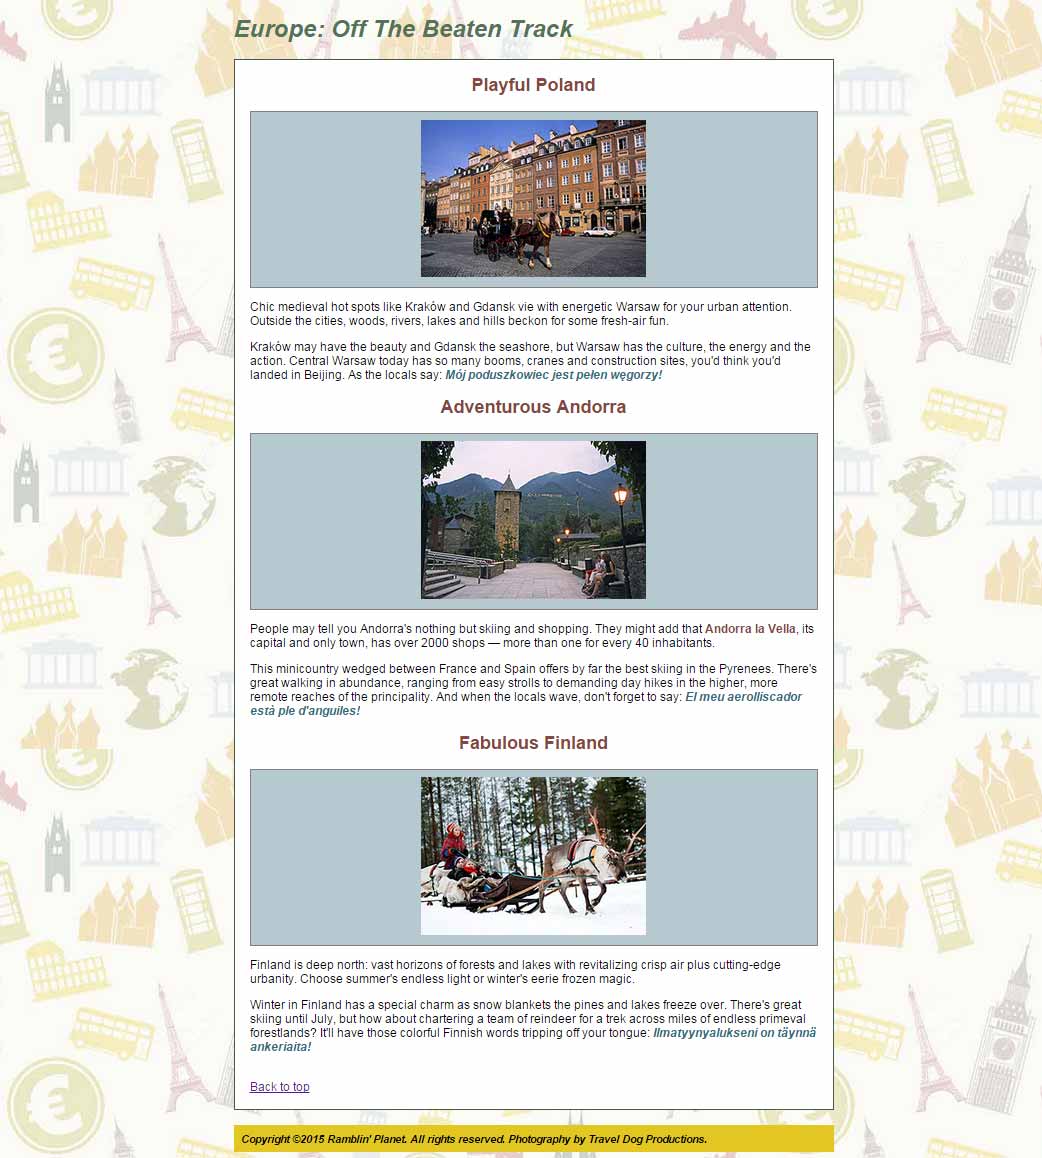 Europe: Off The Beaten Track
Playful Poland
Chic medieval hot spots like Kraków and Gdansk vie with energetic Warsaw for your urban attention.
Outside the cities, woods, rivers, lakes and hills beckon for some fresh-air fun.
Kraków may have the beauty and Gdansk the seashore, but Warsaw has the culture, the energy and the
action. Central Warsaw today has so many booms, cranes and construction sites, you'd think you'd
landed in Beijing. As the locals say: Mój poduszkowiec jest pełen węgorzy!
Adventurous Andorra
People may tell you Andorra's nothing but skiing and shopping. They might add that Andorra la Vella, its
capital and only town, has over 2000 shops — more than one for every 40 inhabitants.
This minicountry wedged between France and Spain offers by far the best skiing in the Pyrenees. There's
great walking in abundance, ranging from easy strolls to demanding day hikes in the higher, more
remote reaches of the principality. And when the locals wave, don't forget to say: El meu aerolliscador
està ple d'anguiles!
Fabulous Finland
Finland is deep north: vast horizons of forests and lakes with revitalizing crisp air plus cutting-edge
urbanity. Choose summer's endless light or winter's eerie frozen magic.
Winter in Finland has a special charm as snow blankets the pines and lakes freeze over. There's great
skiing until July, but how about chartering a team of reindeer for a trek across miles of endless primeval
forestlands? It'll have those colorful Finnish words tripping off your tongue: Ilmatyynyalukseni on täynnä
ankeriaita!
Back to top
Copyright ©2015 Ramblin' Planet. All rights reserved. Photography by Travel Dog Productions.